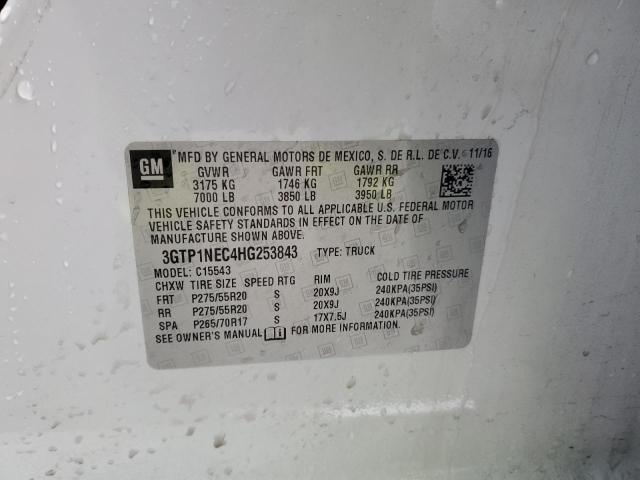 GM
MFD BY GENERAL MOTORS DE MEXICO, S. DE R.L. DE C.V. 11/16
GVWR GAWR FRT GAWR RR
3175 KG 1746 KG 1792 KG
7000 LB 3850 LB 3950 LB
THIS VEHICLE CONFORMS TO ALL APPLICABLE U.S. FEDERAL MOTOR
VEHICLE SAFETY STANDARDS IN EFFECT ON THE DATE OF
MANUFACTURE SHOWN ABOVE.
3GTP1NEC4HG253843 TYPE: TRUCK
MODEL: C15543
CHXW TIRE SIZE SPEED RTG RIM COLD TIRE PRESSURE
FRT P275/55R20 S 20X9J 240KPA(35PSI)
RR P275/55R20 S 20X9J 240KPA(35PSI)
SPA P265/70R17 S 17X7.5J 240KPA(35PSI)
SEE OWNER'S MANUAL FOR MORE INFORMATION.